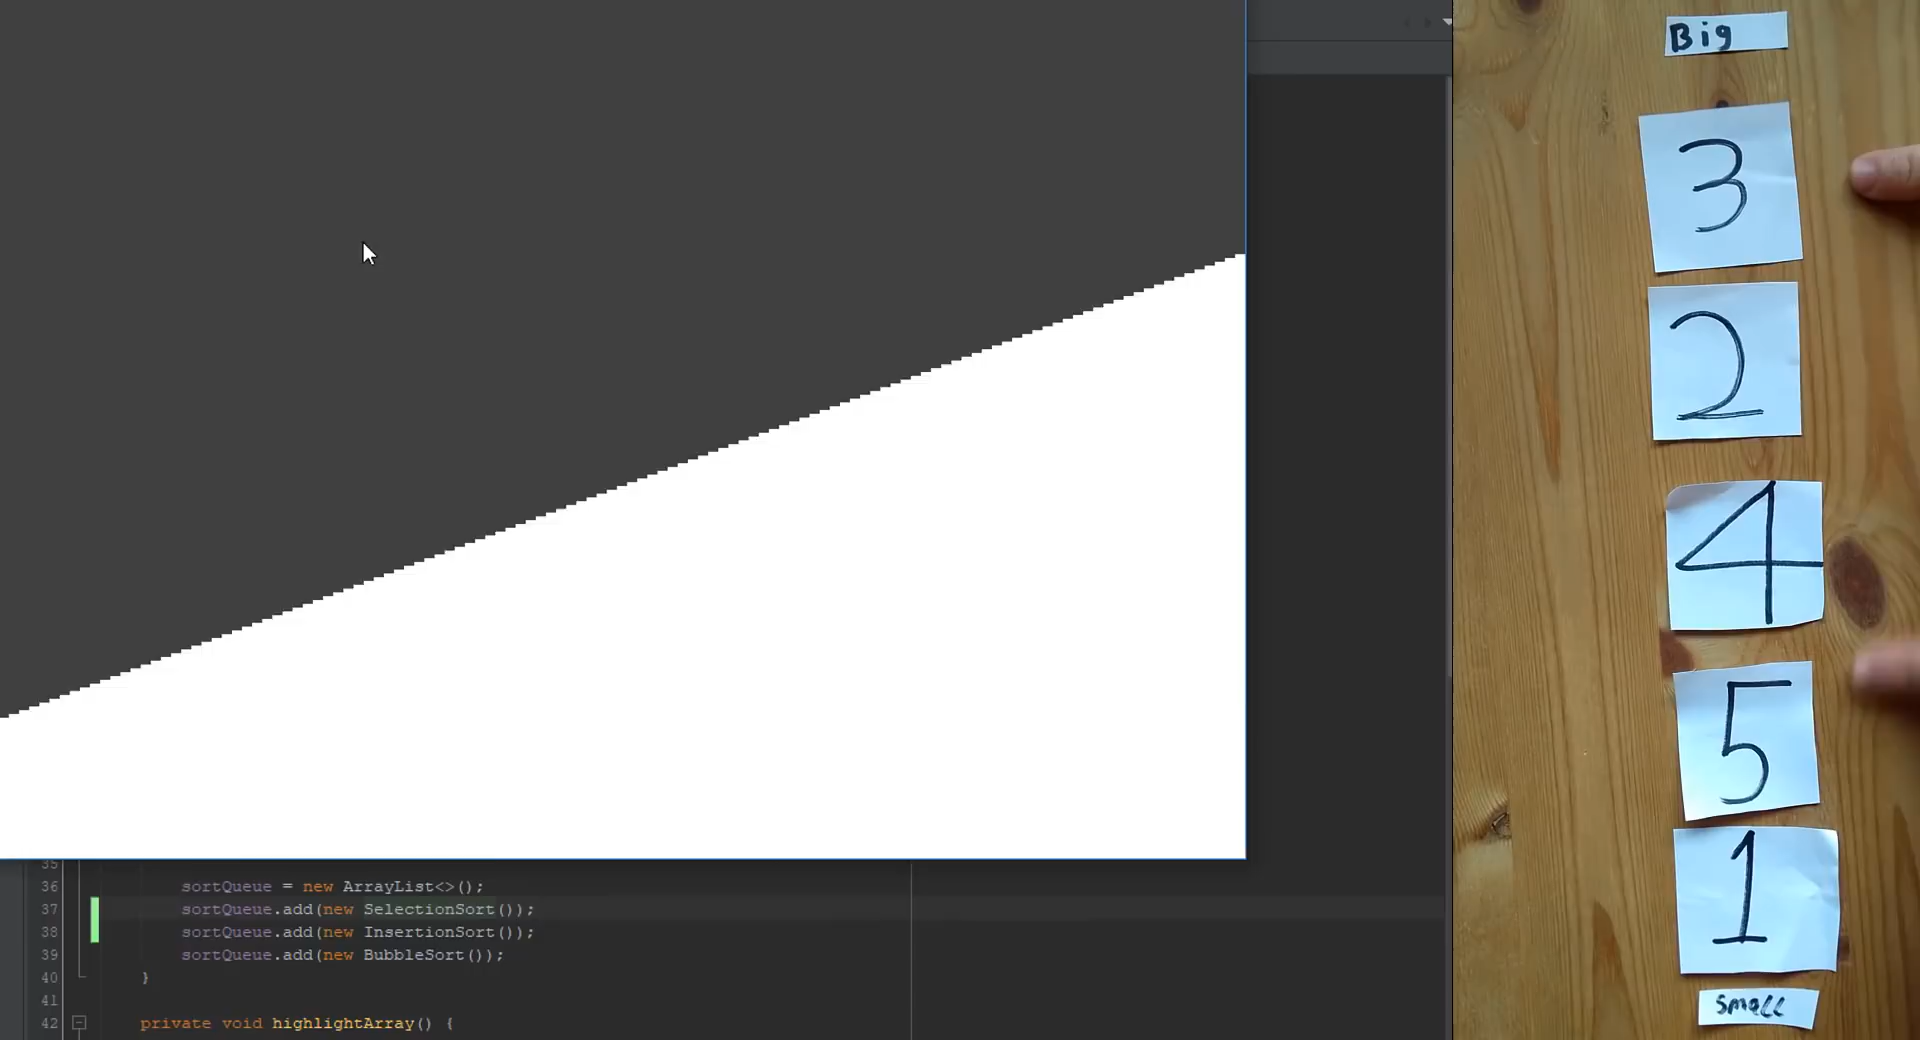 35
36 sortQueue = new ArrayList<>();
37 sortQueue.add(new SelectionSort());
38 sortQueue.add(new InsertionSort());
39 sortQueue.add(new BubbleSort());
40 }
41
42 private void highlightArray() {
Big
3
2
4
5
1
Small